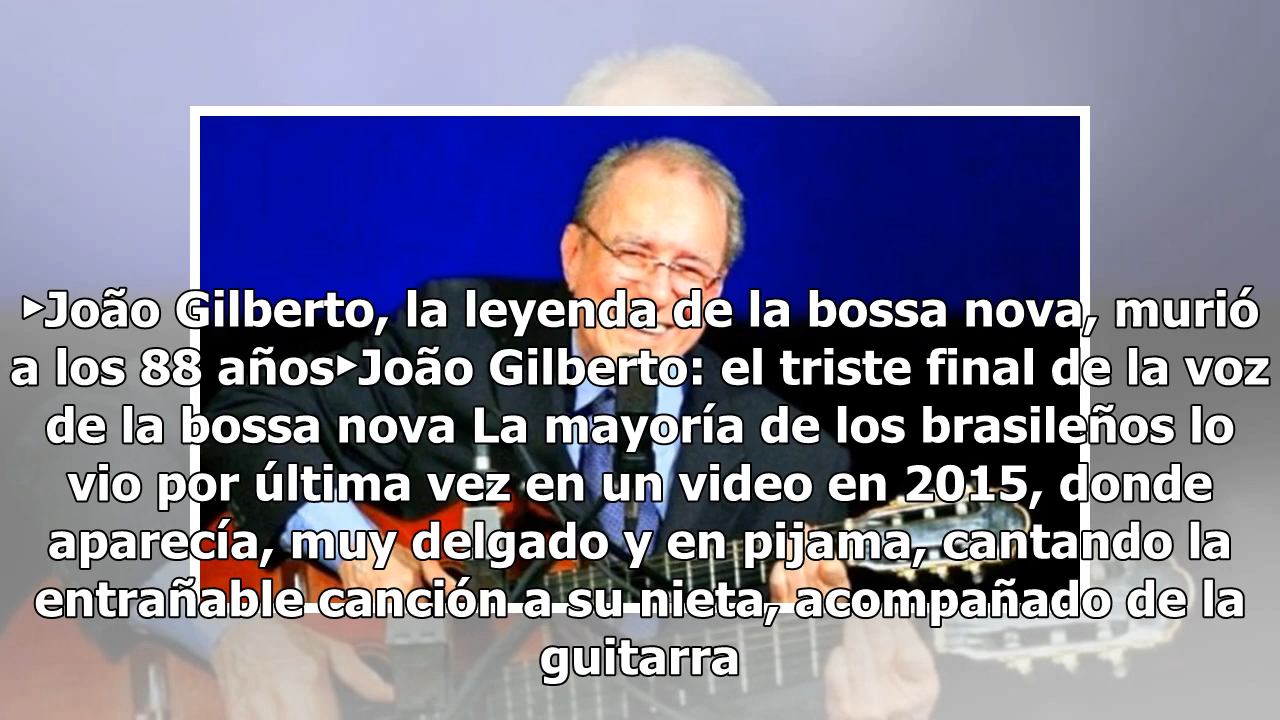 ▶João Gilberto, la leyenda de la bossa nova, murió
a los 88 años▶João Gilberto: el triste final de la voz
de la bossa nova La mayoría de los brasileños lo
vio por última vez en un video en 2015, donde
aparecía, muy delgado y en pijama, cantando la
entrañable canción a su nieta, acompañado de la
guitarra